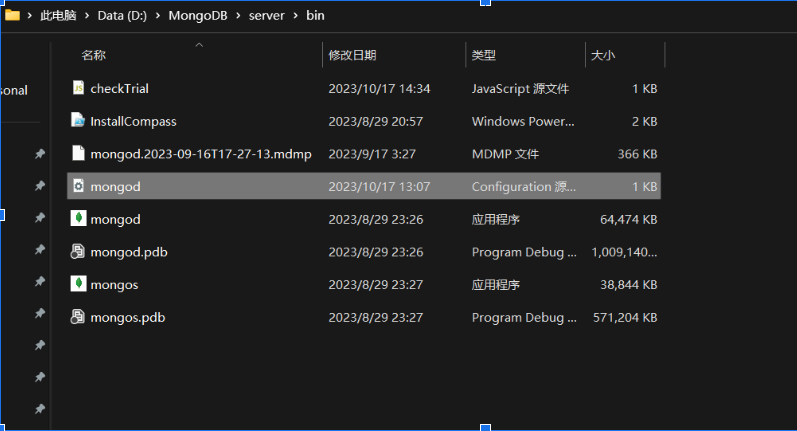 此电脑 › Data (D:) › MongoDB › server › bin
名称 修改日期 类型 大小
sonal
checkTrial 2023/10/17 14:34 JavaScript 源文件 1 KB
InstallCompass 2023/8/29 20:57 Windows Power... 2 KB
mongod.2023-09-16T17-27-13.mdmp 2023/9/17 3:27 MDMP 文件 366 KB
mongod 2023/10/17 13:07 Configuration 源... 1 KB
mongod 2023/8/29 23:26 应用程序 64,474 KB
mongod.pdb 2023/8/29 23:26 Program Debug ... 1,009,140...
mongos 2023/8/29 23:27 应用程序 38,844 KB
mongos.pdb 2023/8/29 23:27 Program Debug ... 571,204 KB